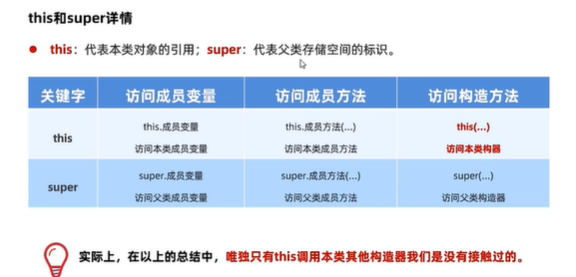 this和super详情
this：代表本类对象的引用；super：代表父类存储空间的标识。
关键字 访问成员变量 访问成员方法 访问构造方法
this
this.成员变量 this.成员方法(...) this(...)
访问本类成员变量 访问本类成员方法 访问本类构器
super
super.成员变量 super.成员方法(...) super(...)
访问父类成员变量 访问父类成员方法 访问父类构造器
实际上，在以上的总结中，唯独只有this调用本类其他构造器我们是没有接触过的。